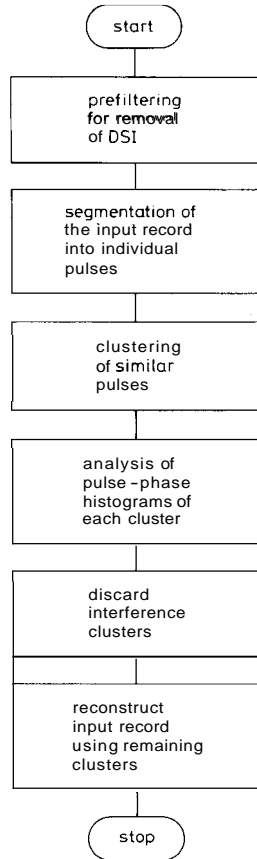 start
prefiltering
for removal
of DSI
segmentation of
the input record
into individual
pulses
clustering
of similar
pulses
analysis of
pulse-phase
histograms of
each cluster
discard
interference
clusters
reconstruct
input record
using remaining
clusters
stop